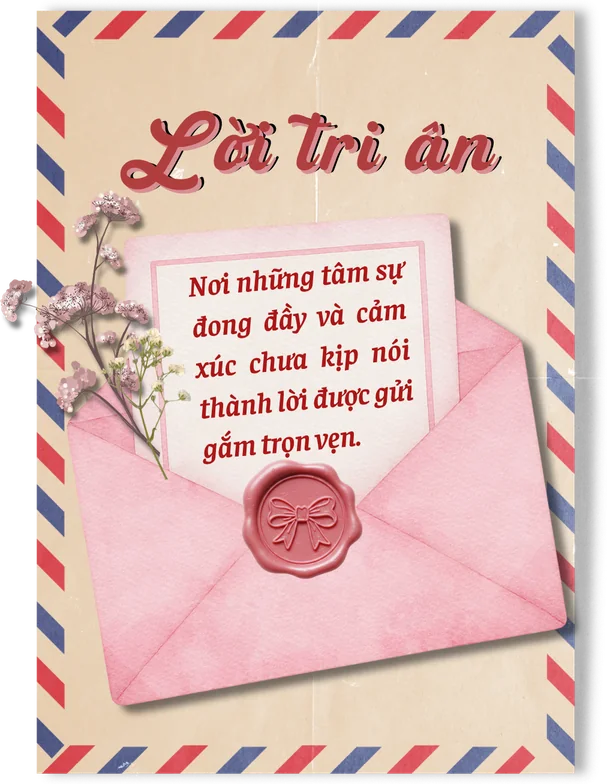 Lời tri ân
Nơi những tâm sự
đong đầy và cảm
xúc chưa kịp nói
thành lời được gửi
gắm trọn vẹn.